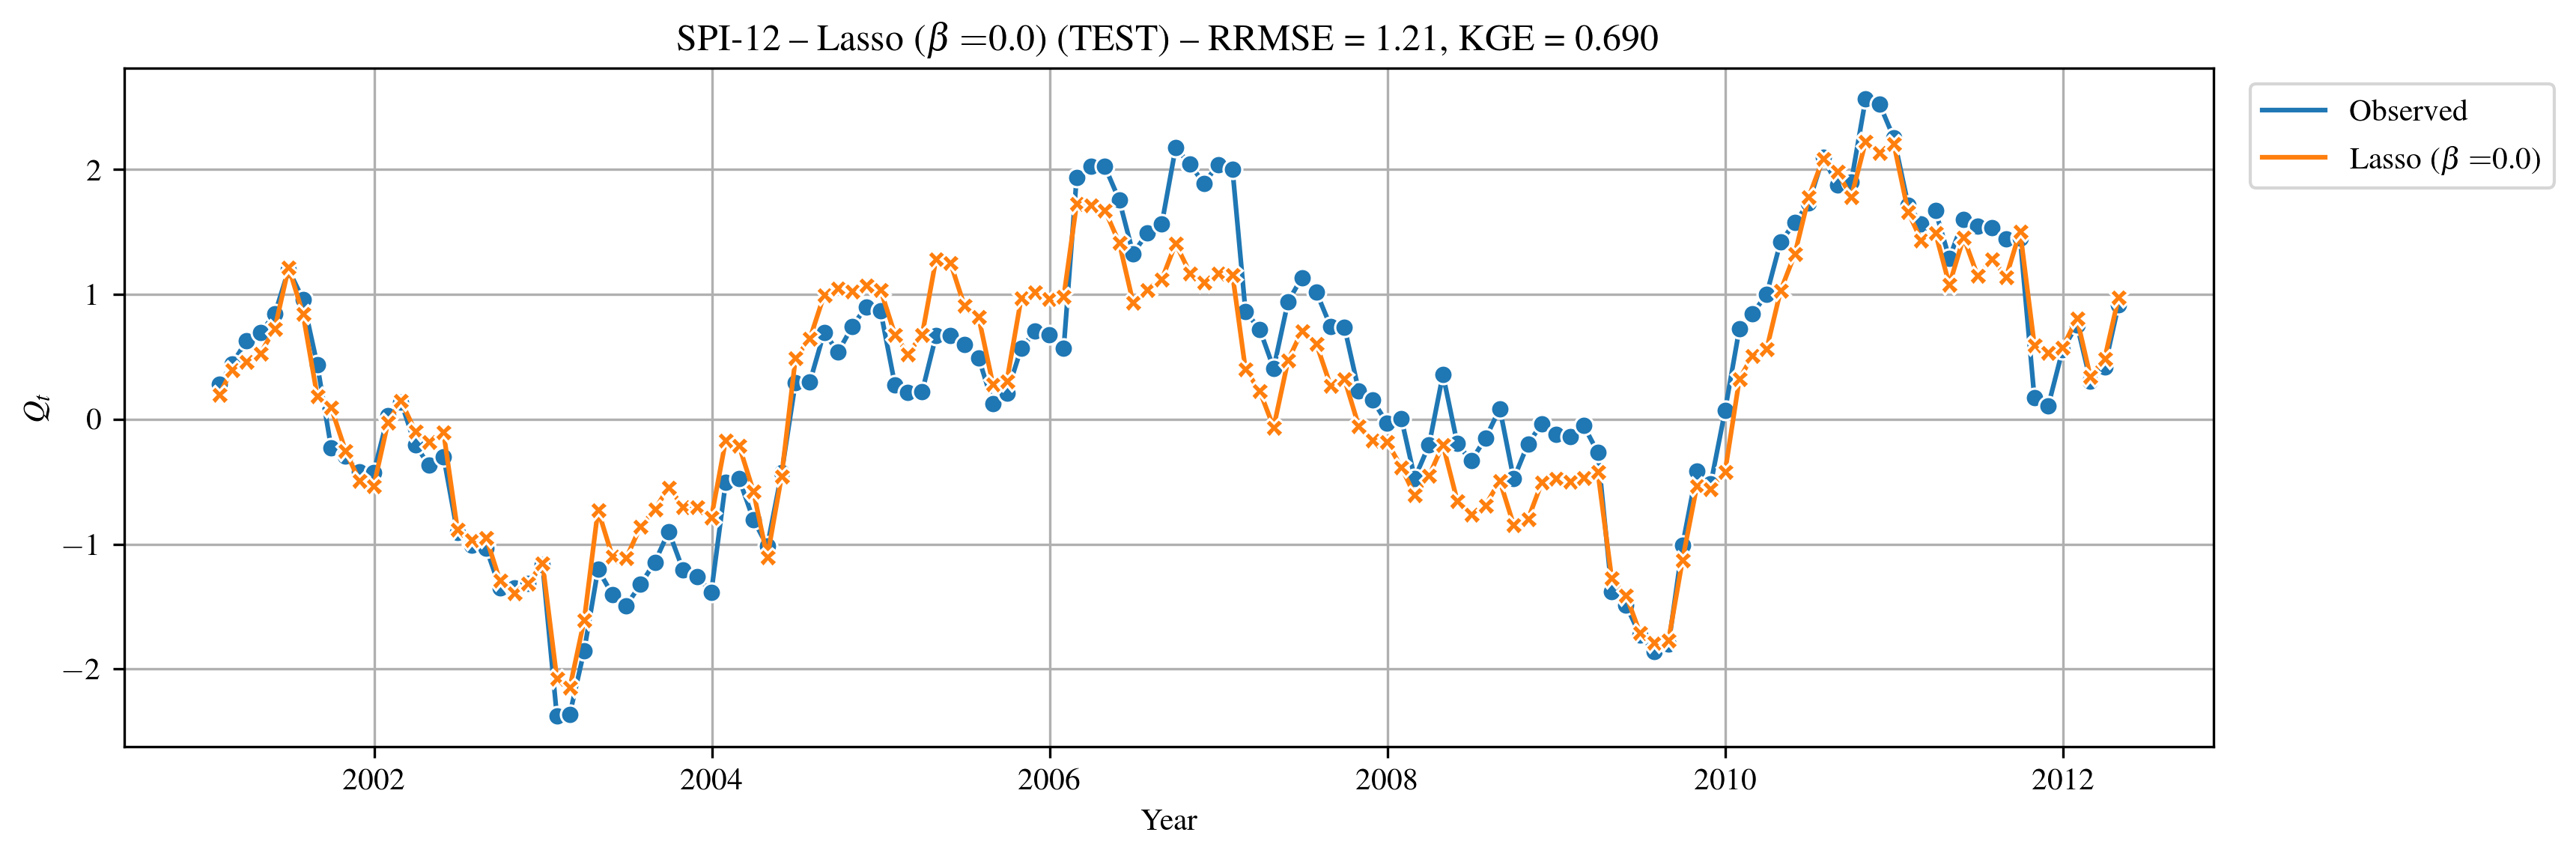 SPI-12 – Lasso (β =0.0) (TEST) – RRMSE = 1.21, KGE = 0.690
Observed
Lasso (β =0.0)
2
1
0
−1
−2
Q_t
2002 2004 2006 2008 2010 2012
Year